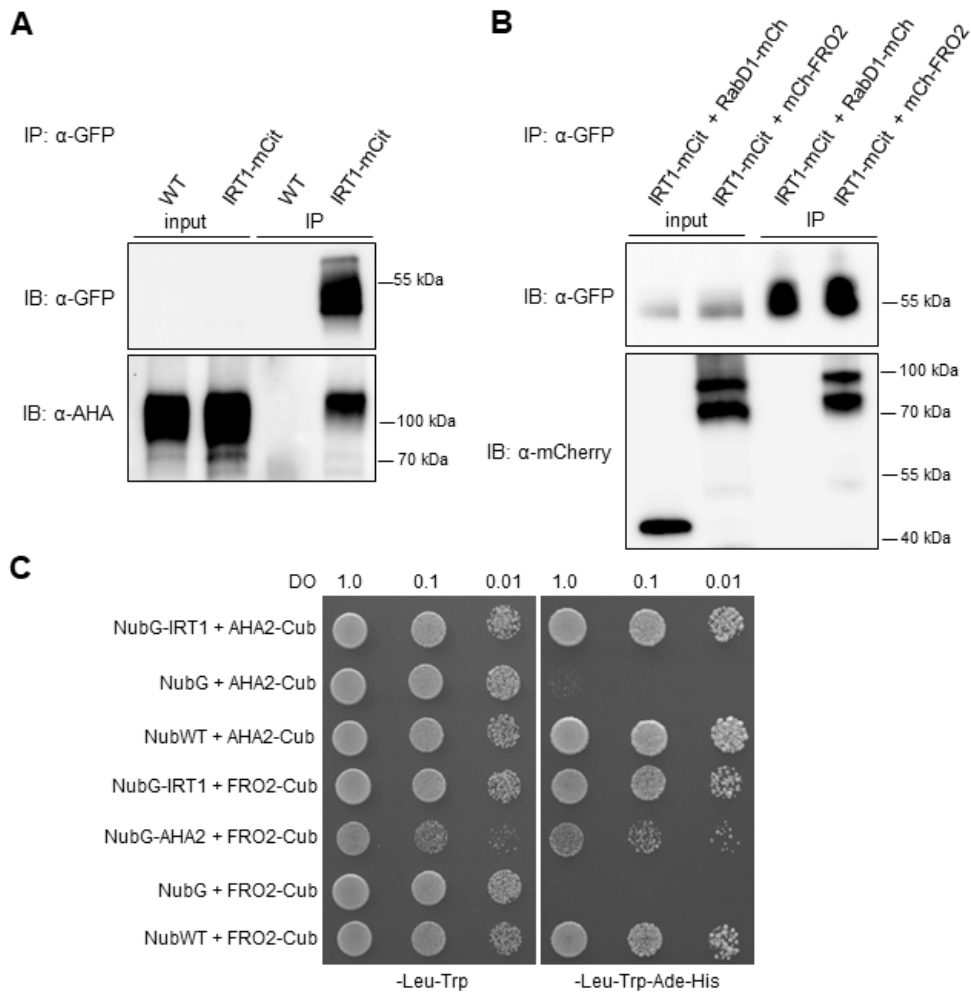 A
IP: α-GFP
WT
IRT1-mCit
WT
IRT1-mCit
input
IP
IB: α-GFP
55 kDa
IB: α-AHA
100 kDa
70 kDa
B
IP: α-GFP
IRT1-mCit + RabD1-mCh
IRT1-mCit + mCh-FRO2
IRT1-mCit + RabD1-mCh
IRT1-mCit + mCh-FRO2
input
IP
IB: α-GFP
55 kDa
IB: α-mCherry
100 kDa
70 kDa
55 kDa
40 kDa
C
DO 1.0 0.1 0.01 1.0 0.1 0.01
NubG-IRT1 + AHA2-Cub
NubG + AHA2-Cub
NubWT + AHA2-Cub
NubG-IRT1 + FRO2-Cub
NubG-AHA2 + FRO2-Cub
NubG + FRO2-Cub
NubWT + FRO2-Cub
-Leu-Trp
-Leu-Trp-Ade-His